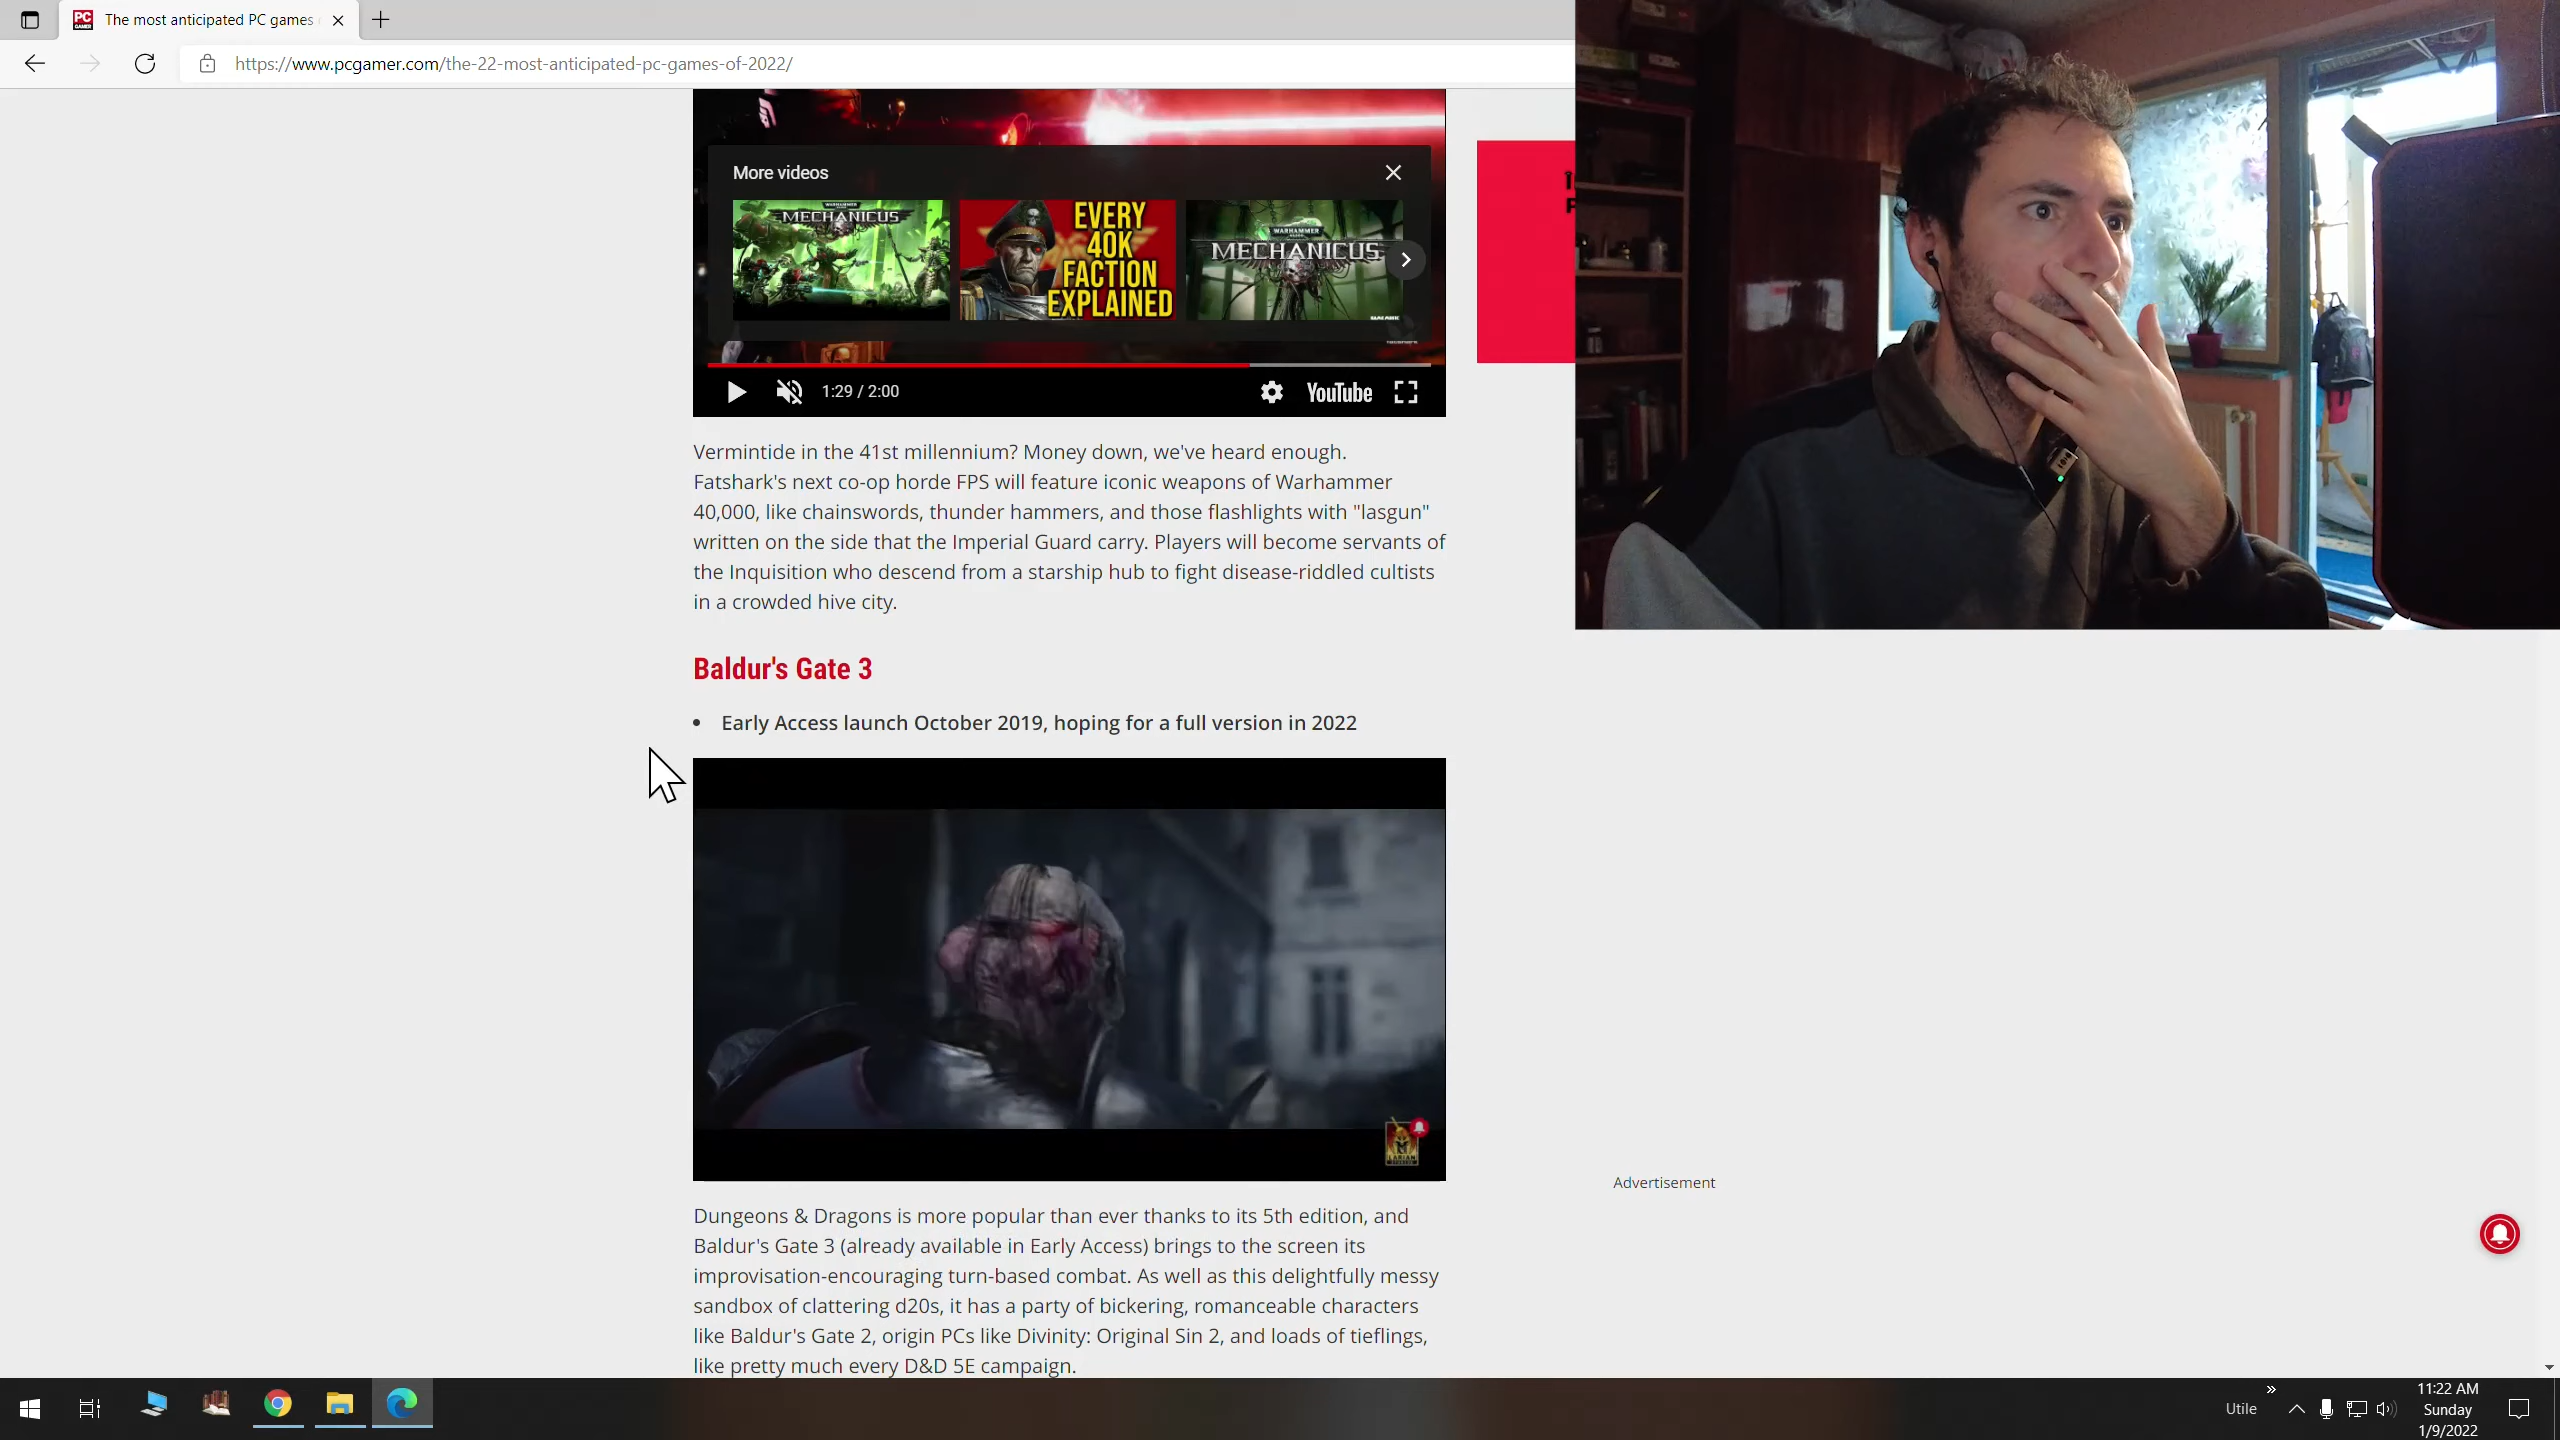 The most anticipated PC games
https://www.pcgamer.com/the-22-most-anticipated-pc-games-of-2022/
More videos
WARHAMMER
MECHANICUS
EVERY
40K
FACTION
EXPLAINED
WARHAMMER
MECHANICUS
1:29 / 2:00
YouTube
Vermintide in the 41st millennium? Money down, we've heard enough.
Fatshark's next co-op horde FPS will feature iconic weapons of Warhammer
40,000, like chainswords, thunder hammers, and those flashlights with "lasgun"
written on the side that the Imperial Guard carry. Players will become servants of
the Inquisition who descend from a starship hub to fight disease-riddled cultists
in a crowded hive city.
Baldur's Gate 3
• Early Access launch October 2019, hoping for a full version in 2022
LARIAN
STUDIOS
Advertisement
Dungeons & Dragons is more popular than ever thanks to its 5th edition, and
Baldur's Gate 3 (already available in Early Access) brings to the screen its
improvisation-encouraging turn-based combat. As well as this delightfully messy
sandbox of clattering d20s, it has a party of bickering, romanceable characters
like Baldur's Gate 2, origin PCs like Divinity: Original Sin 2, and loads of tieflings,
like pretty much every D&D 5E campaign.
Utile
11:22 AM
Sunday
1/9/2022